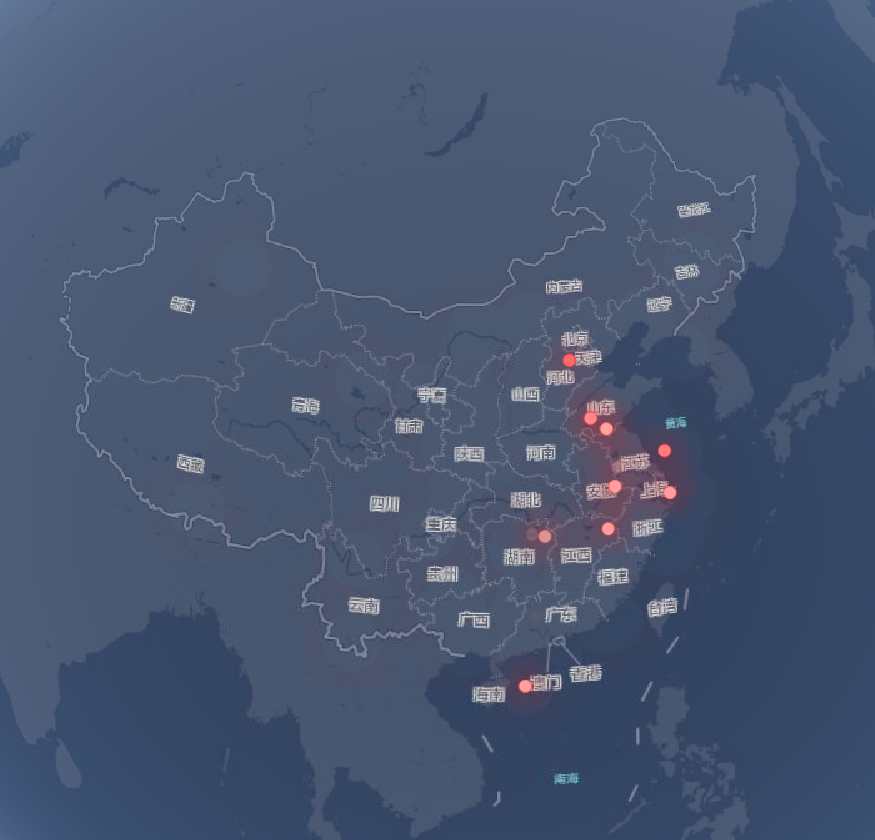 黑龙江
吉林
内蒙古
辽宁
新疆
北京
天津
河北
宁夏
山西
青海
山东
甘肃
黄海
陕西
河南
江苏
西藏
安徽
上海
四川
湖北
重庆
浙江
湖南
江西
贵州
福建
云南
台湾
广西
广东
香港
澳门
海南
南海